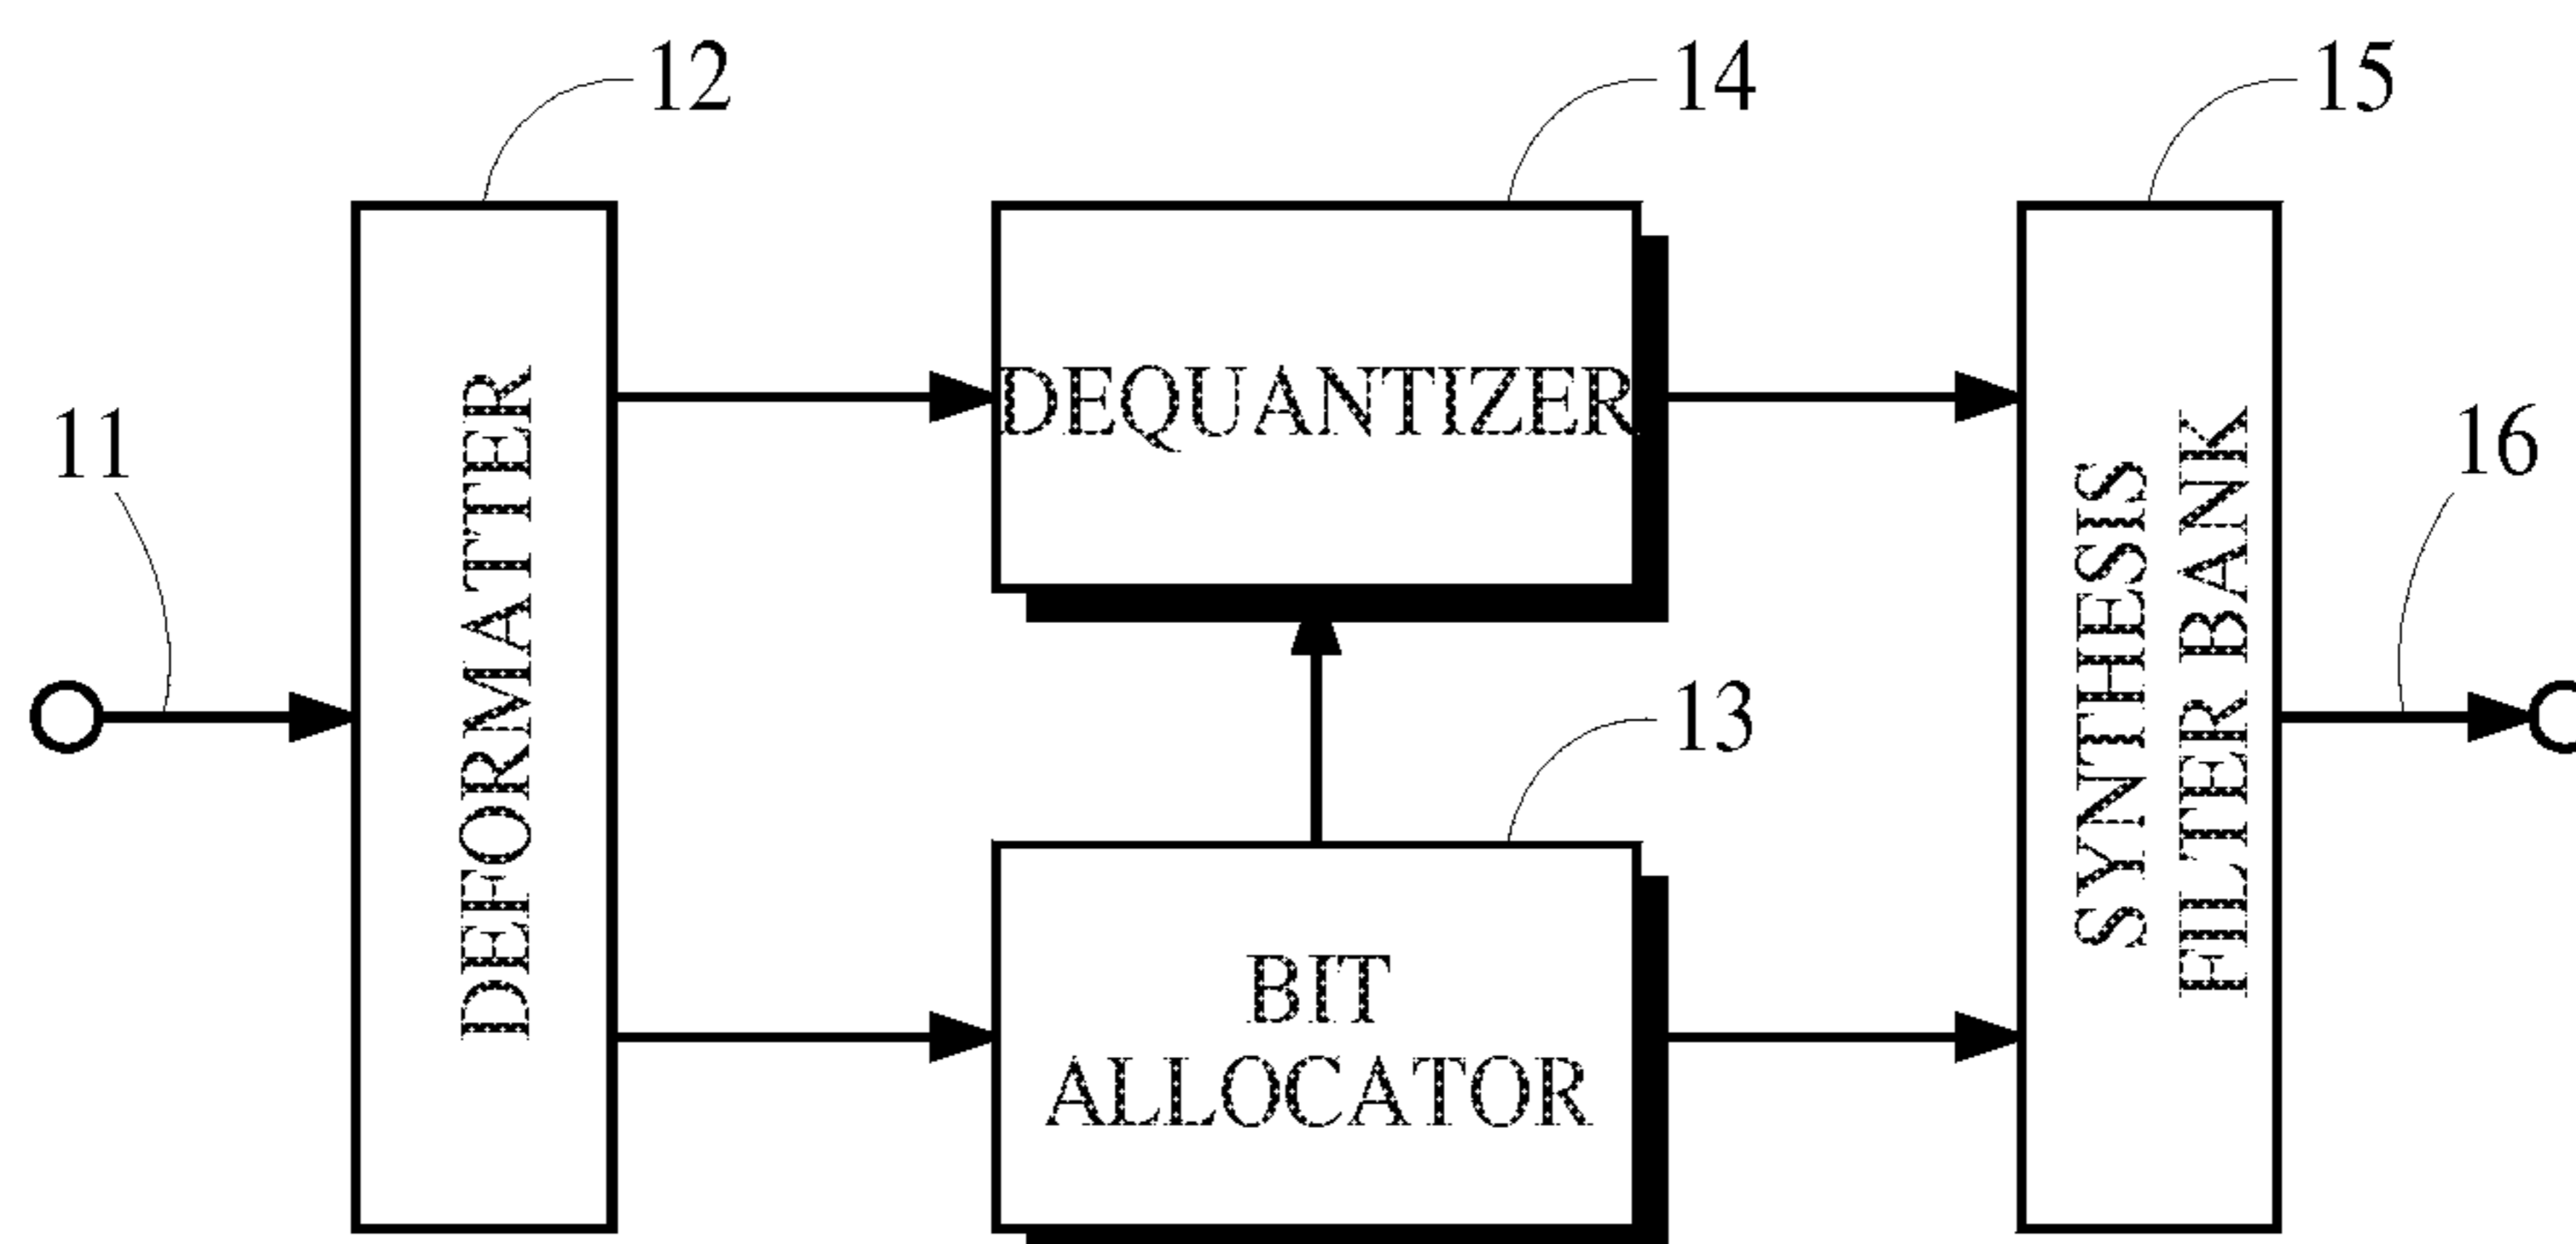 12
14
15
11
DEFORMATTER
DEQUANTIZER
SYNTHESIS
FILTER BANK
16
13
BIT
ALLOCATOR